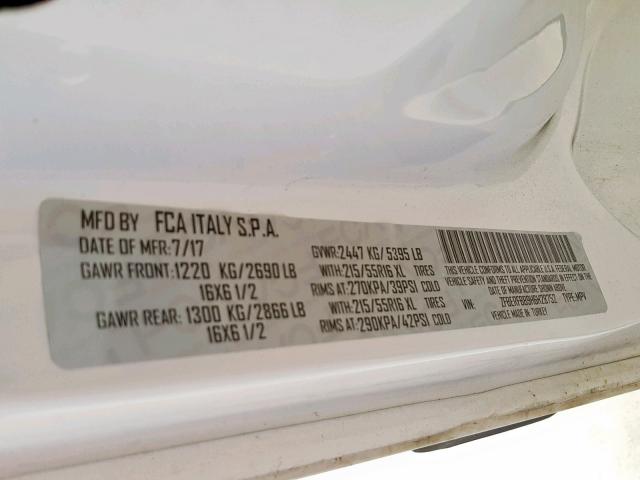 MFD BY FCA ITALY S.P.A.
DATE OF MFR:7/17
GAWR FRONT:1220 KG/2690 LB
16X6 1/2
GAWR REAR:1300 KG/2866 LB
16X6 1/2
GVWR:2447 KG/5395 LB
WITH:215/55R16 XL TIRES
RIMS AT:270KPA/39PSI COLD
WITH:215/55R16 XL TIRES
RIMS AT:290KPA/42PSI COLD
THIS VEHICLE CONFORMS TO ALL APPLICABLE U.S.A. FEDERAL MOTOR
VEHICLE SAFETY AND THEFT PREVENTION STANDARDS
IN EFFECT ON THE DATE OF MANUFACTURE SHOWN ABOVE.
VIN: TYPE:MPV
VEHICLE MADE IN: TURKEY